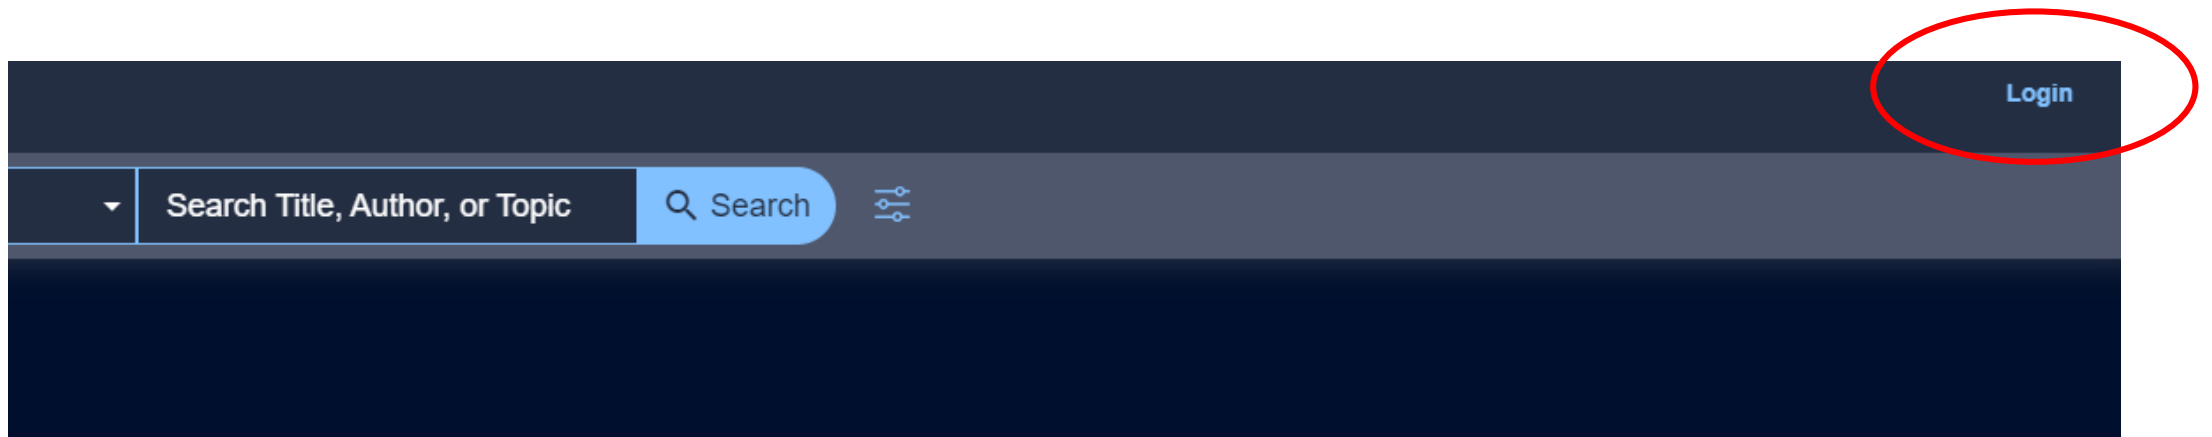 Login
Search Title, Author, or Topic
Search